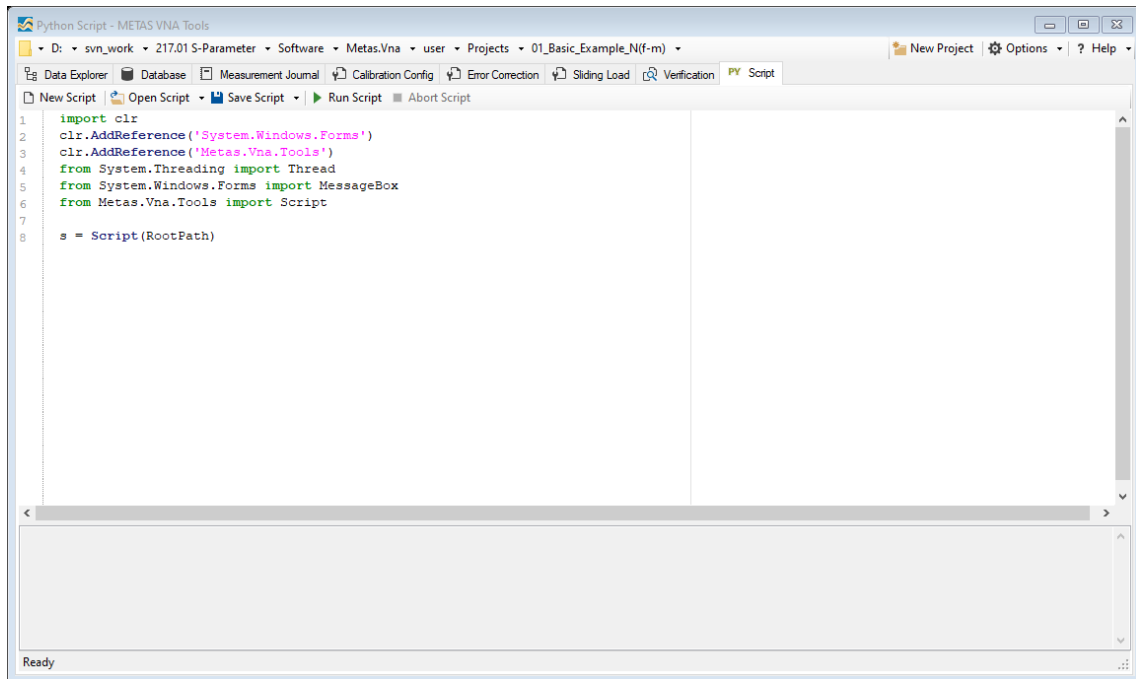 Python Script - METAS VNA Tools
D: svn_work 217.01 S-Parameter Software Metas.Vna user Projects 01_Basic_Example_N(f-m) New Project Options ? Help
Data Explorer Database Measurement Journal Calibration Config Error Correction Sliding Load Verification PY Script
New Script Open Script Save Script Run Script Abort Script
1 import clr
2 clr.AddReference('System.Windows.Forms')
3 clr.AddReference('Metas.Vna.Tools')
4 from System.Threading import Thread
5 from System.Windows.Forms import MessageBox
6 from Metas.Vna.Tools import Script
7
8 s = Script(RootPath)
Ready